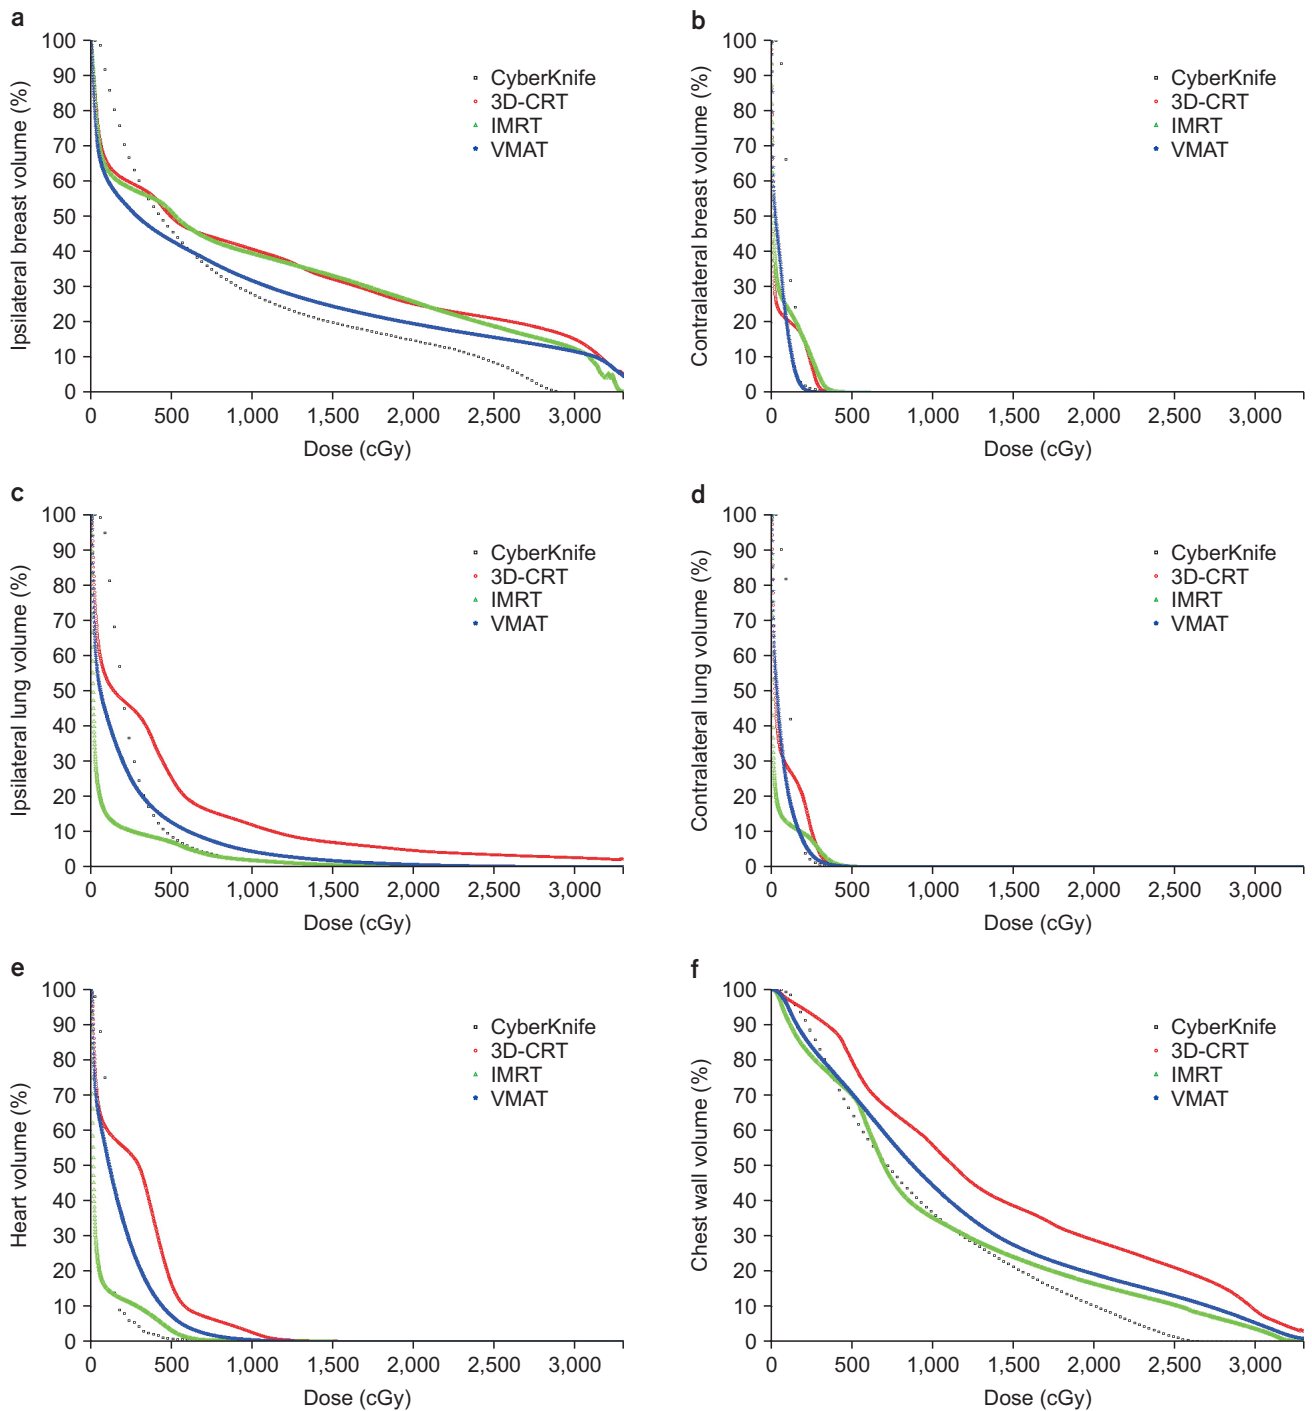 a
100
90
80
70
60
50
40
30
20
10
0
Ipsilateral breast volume (%)
CyberKnife
3D-CRT
IMRT
VMAT
0 500 1,000 1,500 2,000 2,500 3,000
Dose (cGy)
b
100
90
80
70
60
50
40
30
20
10
0
Contralateral breast volume (%)
CyberKnife
3D-CRT
IMRT
VMAT
0 500 1,000 1,500 2,000 2,500 3,000
Dose (cGy)
c
100
90
80
70
60
50
40
30
20
10
0
Ipsilateral lung volume (%)
CyberKnife
3D-CRT
IMRT
VMAT
0 500 1,000 1,500 2,000 2,500 3,000
Dose (cGy)
d
100
90
80
70
60
50
40
30
20
10
0
Contralateral lung volume (%)
CyberKnife
3D-CRT
IMRT
VMAT
0 500 1,000 1,500 2,000 2,500 3,000
Dose (cGy)
e
100
90
80
70
60
50
40
30
20
10
0
Heart volume (%)
CyberKnife
3D-CRT
IMRT
VMAT
0 500 1,000 1,500 2,000 2,500 3,000
Dose (cGy)
f
100
90
80
70
60
50
40
30
20
10
0
Chest wall volume (%)
CyberKnife
3D-CRT
IMRT
VMAT
0 500 1,000 1,500 2,000 2,500 3,000
Dose (cGy)